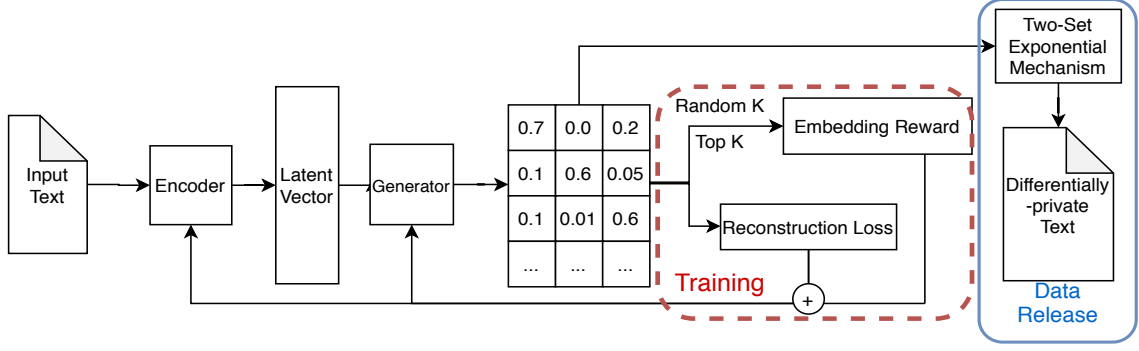 Input
Text
Encoder
Latent
Vector
Generator
0.7 0.0 0.2
0.1 0.6 0.05
0.1 0.01 0.6
... ... ...
Random K
Top K
Embedding Reward
Reconstruction Loss
+
Training
Two-Set
Exponential
Mechanism
Differentially
-private
Text
Data
Release